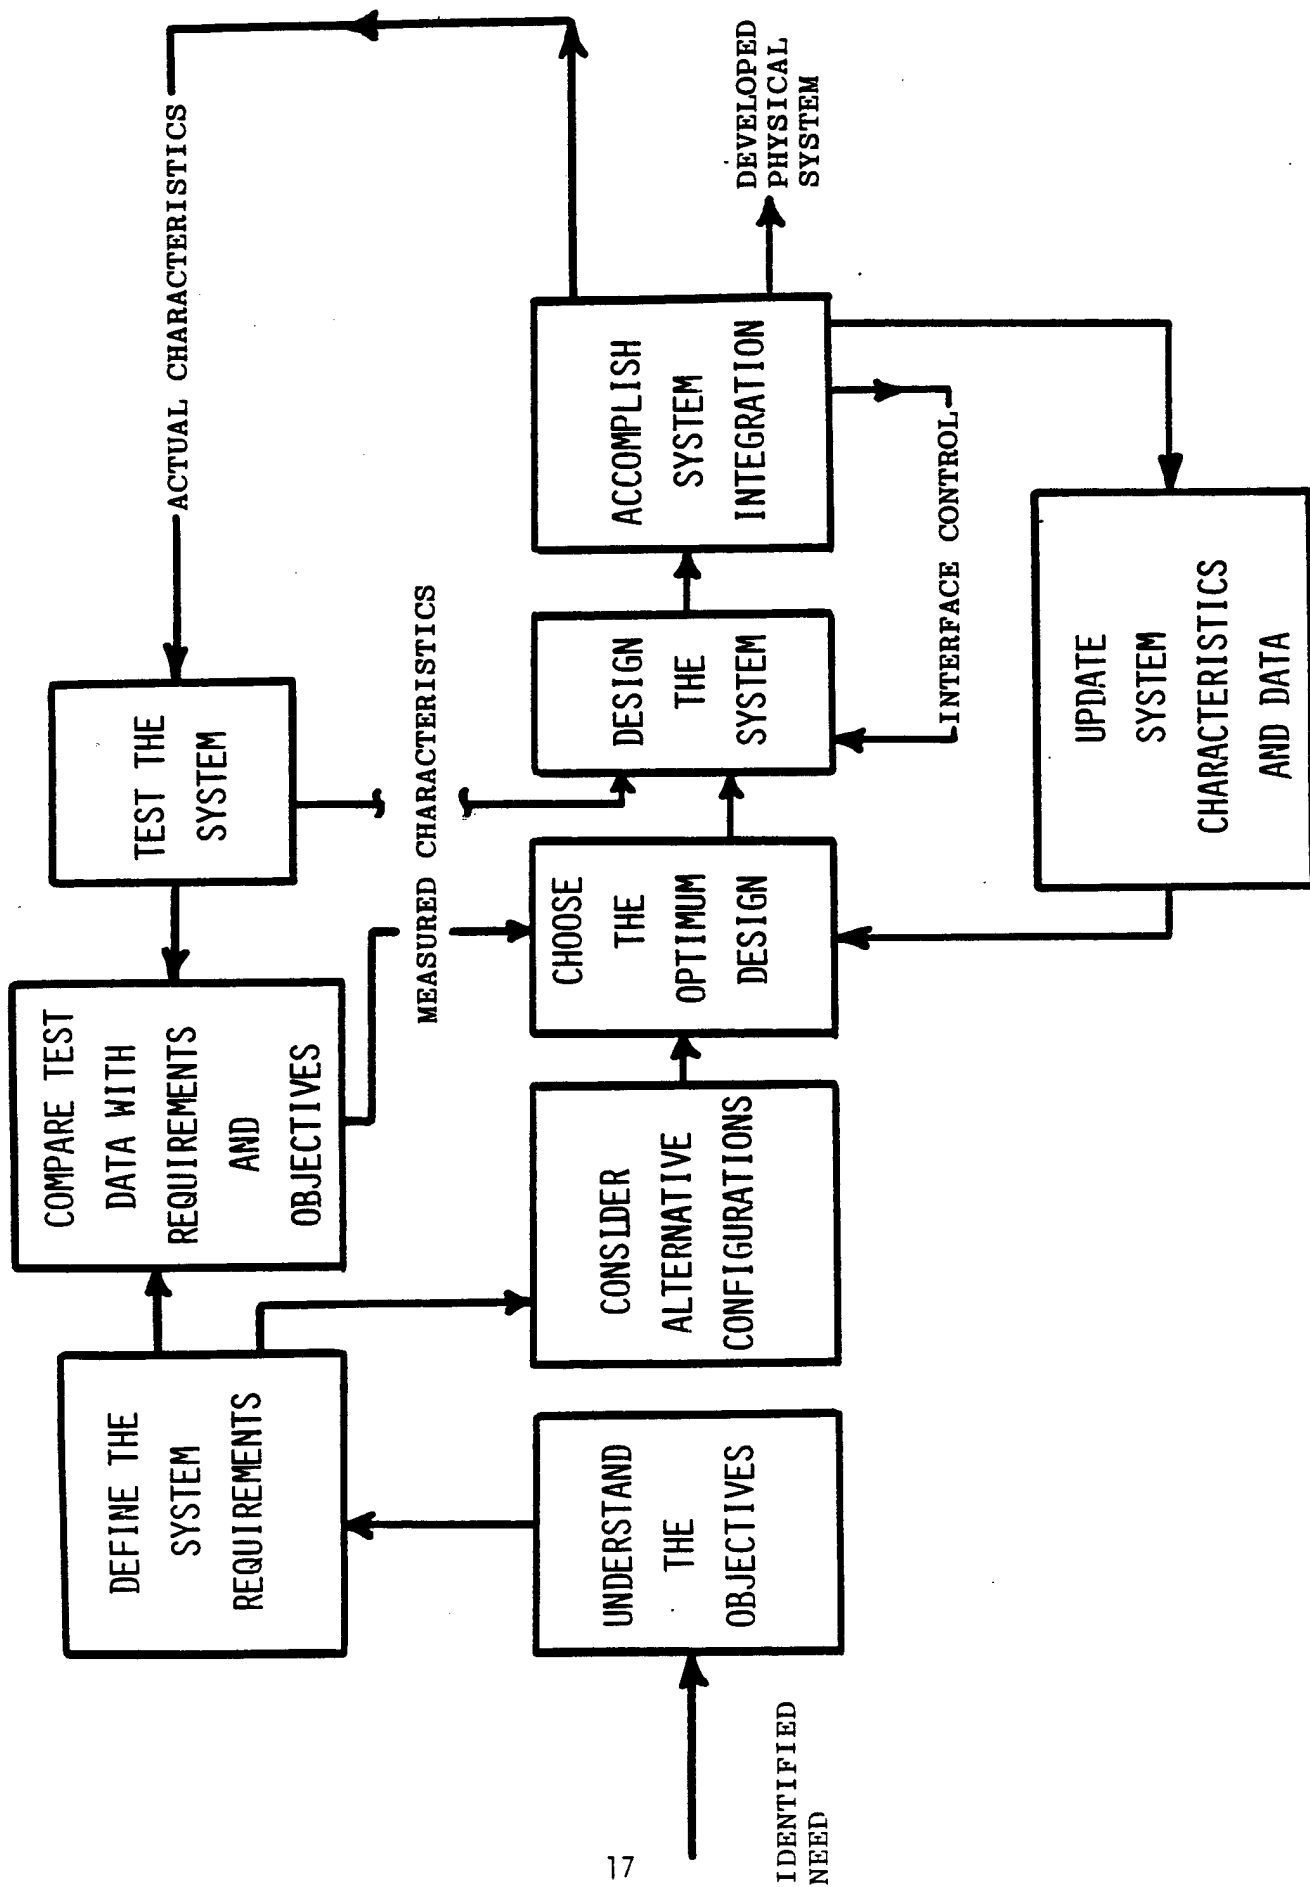 DEFINE THE
SYSTEM
REQUIREMENTS
COMPARE TEST
DATA WITH
REQUIREMENTS
AND
OBJECTIVES
TEST THE
SYSTEM
ACTUAL CHARACTERISTICS
MEASURED CHARACTERISTICS
IDENTIFIED
NEED
UNDERSTAND
THE
OBJECTIVES
CONSIDER
ALTERNATIVE
CONFIGURATIONS
CHOOSE
THE
OPTIMUM
DESIGN
DESIGN
THE
SYSTEM
ACCOMPLISH
SYSTEM
INTEGRATION
DEVELOPED
PHYSICAL
SYSTEM
INTERFACE CONTROL
UPDATE
SYSTEM
CHARACTERISTICS
AND DATA
17